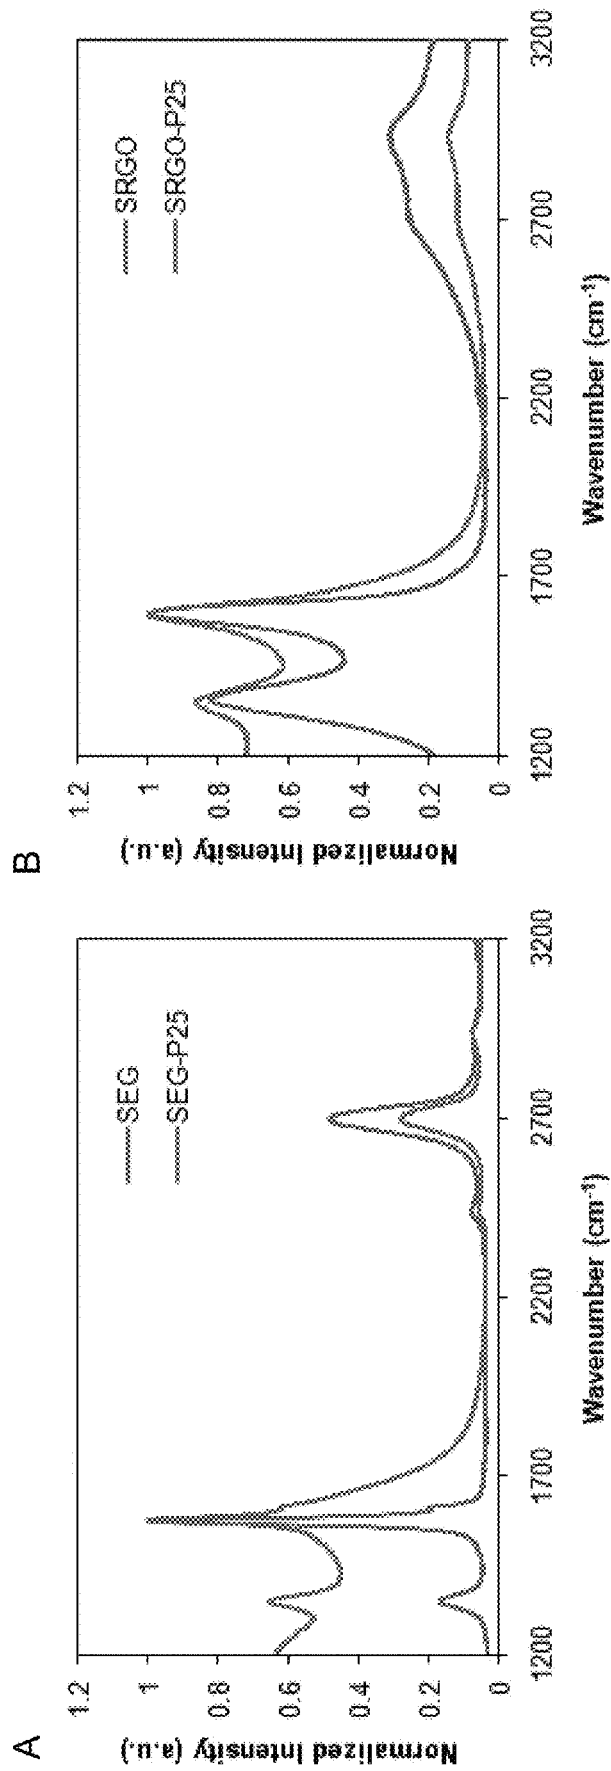 A
Normalized Intensity (a.u.)
1.2
1
0.8
0.6
0.4
0.2
0
SEG
SEG-P25
1200
1700
2200
2700
3200
Wavenumber (cm-1)
B
Normalized Intensity (a.u.)
1.2
1
0.8
0.6
0.4
0.2
0
SRGO
SRGO-P25
1200
1700
2200
2700
3200
Wavenumber (cm-1)